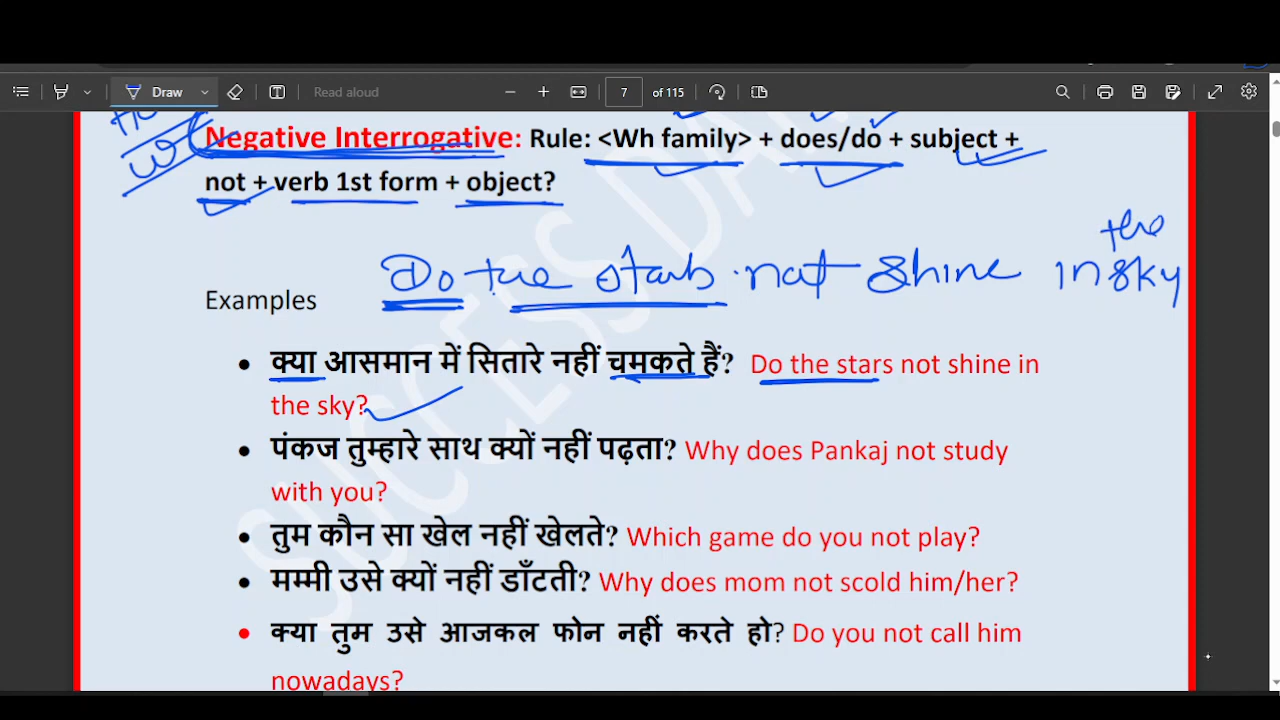 Draw
Read aloud
7
of 115
Negative Interrogative: Rule: <Wh family> + does/do + subject +
not + verb 1st form + object?
the
Do the stars not shine in sky
Examples
• क्या आसमान में सितारे नहीं चमकते हैं? Do the stars not shine in
the sky?
• पंकज तुम्हारे साथ क्यों नहीं पढ़ता? Why does Pankaj not study
with you?
• तुम कौन सा खेल नहीं खेलते? Which game do you not play?
• मम्मी उसे क्यों नहीं डाँटती? Why does mom not scold him/her?
• क्या तुम उसे आजकल फोन नहीं करते हो? Do you not call him
nowadays?